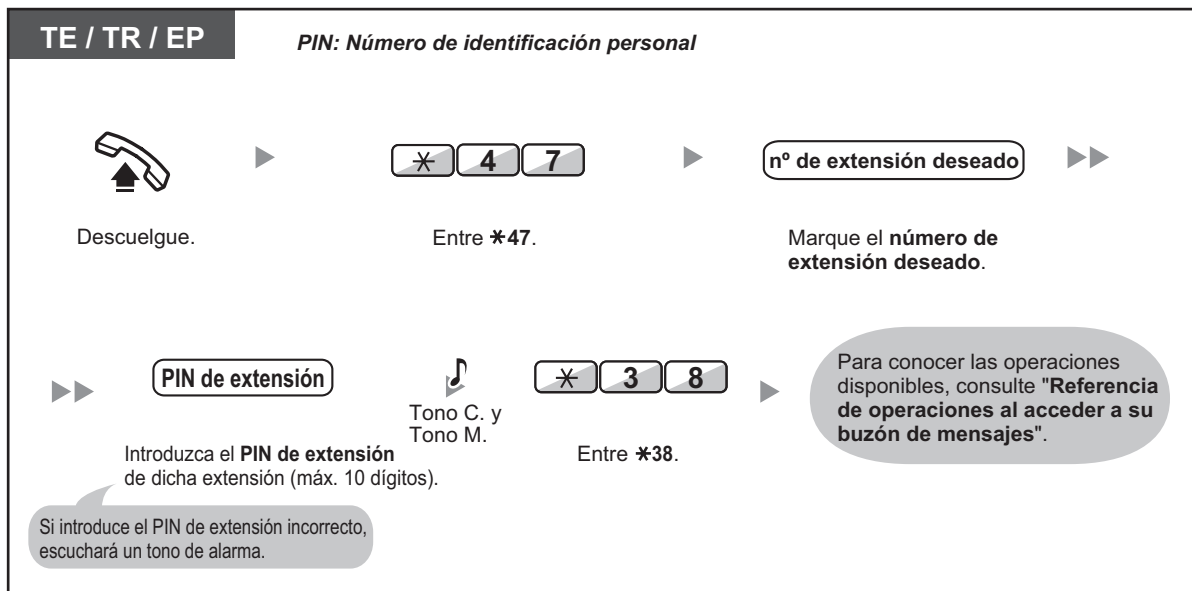 TE / TR / EP
PIN: Número de identificación personal
✳ 4 7
nº de extensión deseado
Descuelgue.
Entre ✳47.
Marque el número de
extensión deseado.
PIN de extensión
Tono C. y
Tono M.
✳ 3 8
Para conocer las operaciones
disponibles, consulte "Referencia
de operaciones al acceder a su
buzón de mensajes".
Introduzca el PIN de extensión
de dicha extensión (máx. 10 dígitos).
Entre ✳38.
Si introduce el PIN de extensión incorrecto,
escuchará un tono de alarma.